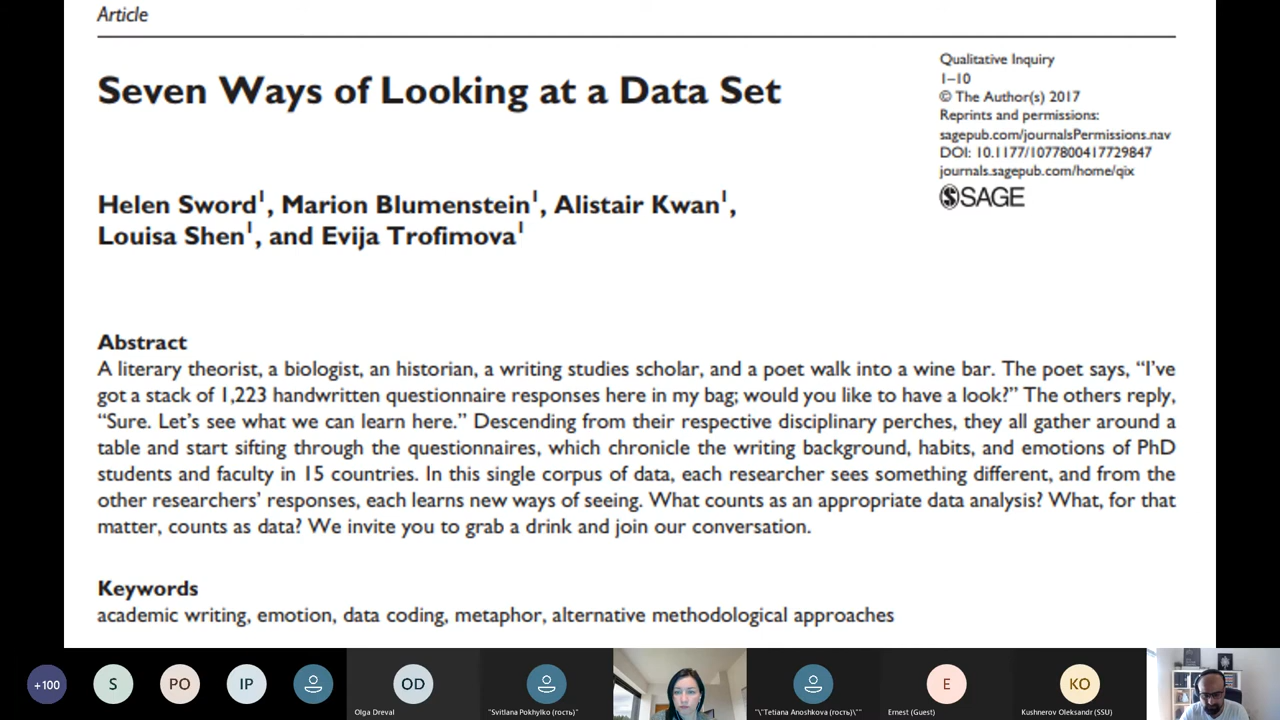 Article
Seven Ways of Looking at a Data Set
Qualitative Inquiry
1–10
© The Author(s) 2017
Reprints and permissions:
sagepub.com/journalsPermissions.nav
DOI: 10.1177/1077800417729847
journals.sagepub.com/home/qix
SAGE
Helen Sword1, Marion Blumenstein1, Alistair Kwan1,
Louisa Shen1, and Evija Trofimova1
Abstract
A literary theorist, a biologist, an historian, a writing studies scholar, and a poet walk into a wine bar. The poet says, “I’ve
got a stack of 1,223 handwritten questionnaire responses here in my bag; would you like to have a look?” The others reply,
“Sure. Let’s see what we can learn here.” Descending from their respective disciplinary perches, they all gather around a
table and start sifting through the questionnaires, which chronicle the writing background, habits, and emotions of PhD
students and faculty in 15 countries. In this single corpus of data, each researcher sees something different, and from the
other researchers’ responses, each learns new ways of seeing. What counts as an appropriate data analysis? What, for that
matter, counts as data? We invite you to grab a drink and join our conversation.
Keywords
academic writing, emotion, data coding, metaphor, alternative methodological approaches
+100
S
PO
IP
OD
E
KO
Olga Dreval
"Svitlana Pokhylko (гость)"
"\"Tetiana Anoshkova (гость)\""
Ernest (Guest)
Kushnerov Oleksandr (SSU)